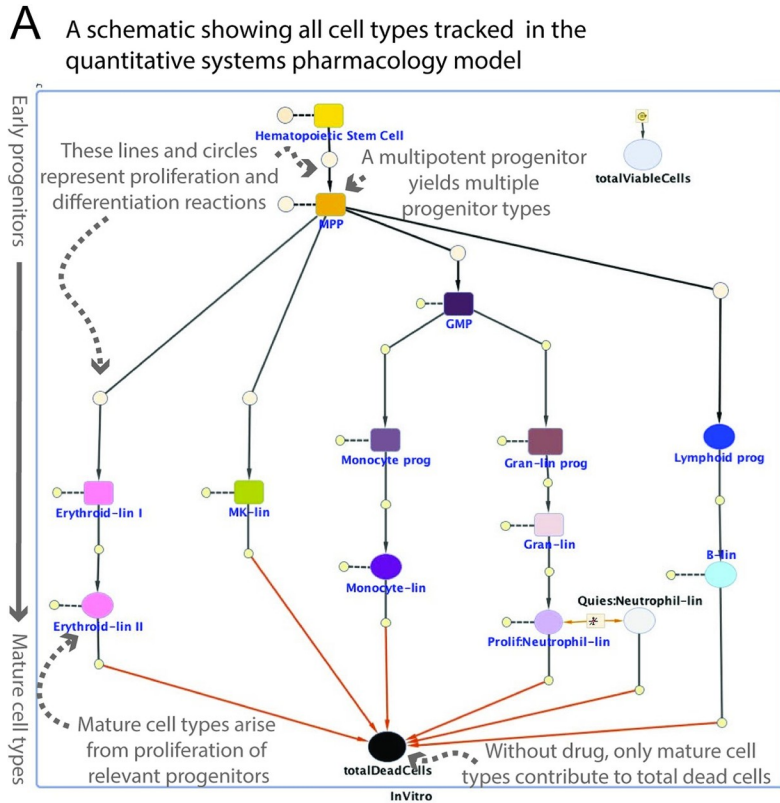 A
A schematic showing all cell types tracked in the
quantitative systems pharmacology model
Early progenitors
Mature cell types
Hematopoietic Stem Cell
These lines and circles
represent proliferation and
differentiation reactions
A multipotent progenitor
yields multiple
progenitor types
totalViableCells
MPP
GMP
Monocyte prog
Gran-lin prog
Lymphoid prog
Erythroid-lin I
MK-lin
Gran-lin
B-lin
Monocyte-lin
Quies:Neutrophil-lin
Erythroid-lin II
Prolif:Neutrophil-lin
Mature cell types arise
from proliferation of
relevant progenitors
totalDeadCells
Without drug, only mature cell
types contribute to total dead cells
InVitro